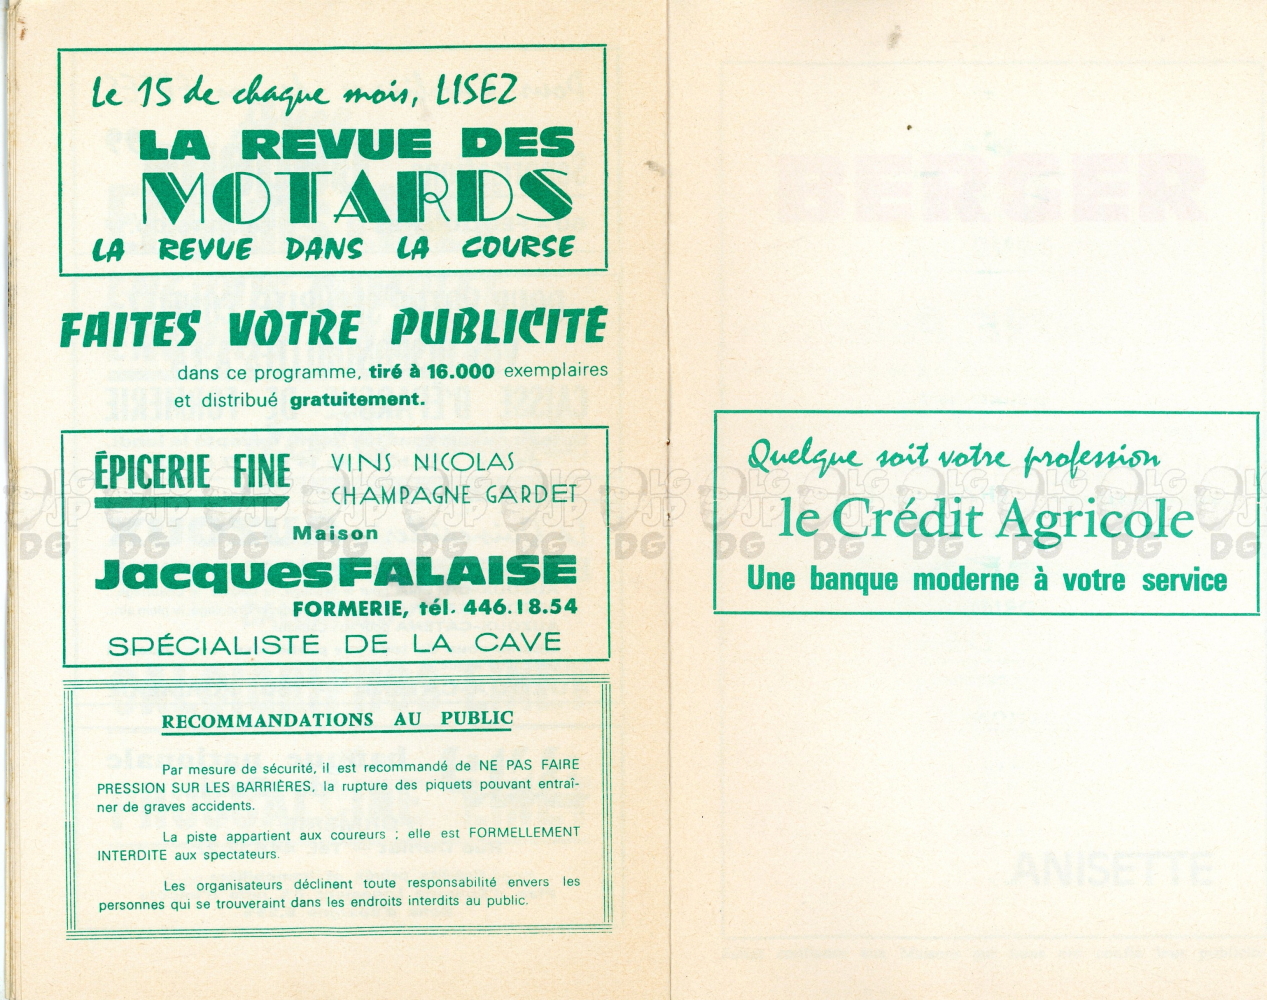 Le 15 de chaque mois, LISEZ
LA REVUE DES
MOTARDS
LA REVUE DANS LA COURSE
FAITES VOTRE PUBLICITÉ
dans ce programme, tiré à 16.000 exemplaires
et distribué gratuitement.
ÉPICERIE FINE
VINS NICOLAS
CHAMPAGNE GARDET
Maison
Jacques FALAISE
FORMERIE, tél. 446.18.54
SPÉCIALISTE DE LA CAVE
RECOMMANDATIONS AU PUBLIC
Par mesure de sécurité, il est recommandé de NE PAS FAIRE
PRESSION SUR LES BARRIÈRES, la rupture des piquets pouvant entraî-
ner de graves accidents.
La piste appartient aux coureurs ; elle est FORMELLEMENT
INTERDITE aux spectateurs.
Les organisateurs déclinent toute responsabilité envers les
personnes qui se trouveraint dans les endroits interdits au public.
BERGER
Quelque soit votre profession
le Crédit Agricole
Une banque moderne à votre service
ANISETTE